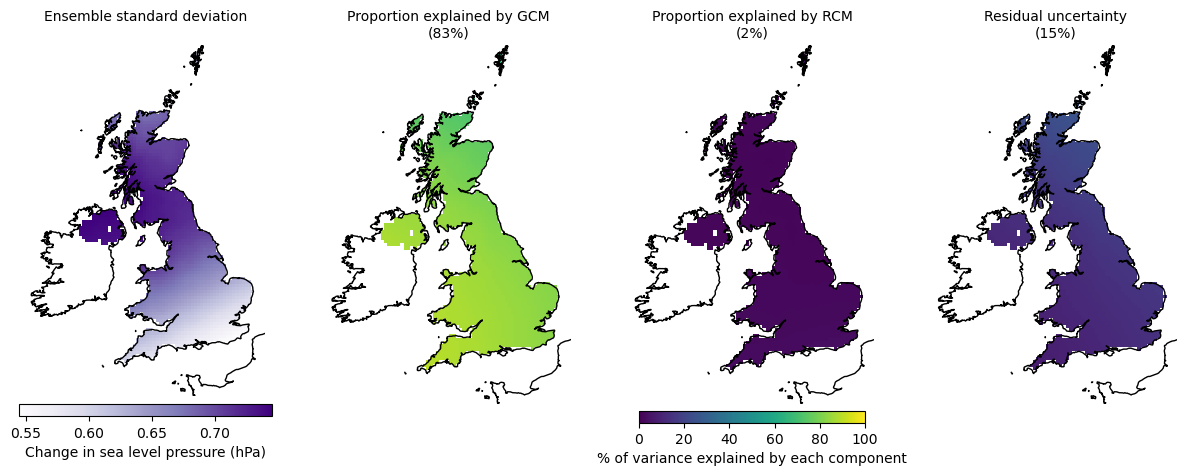 Ensemble standard deviation
Proportion explained by GCM
(83%)
Proportion explained by RCM
(2%)
Residual uncertainty
(15%)
0.55 0.60 0.65 0.70
Change in sea level pressure (hPa)
0 20 40 60 80 100
% of variance explained by each component